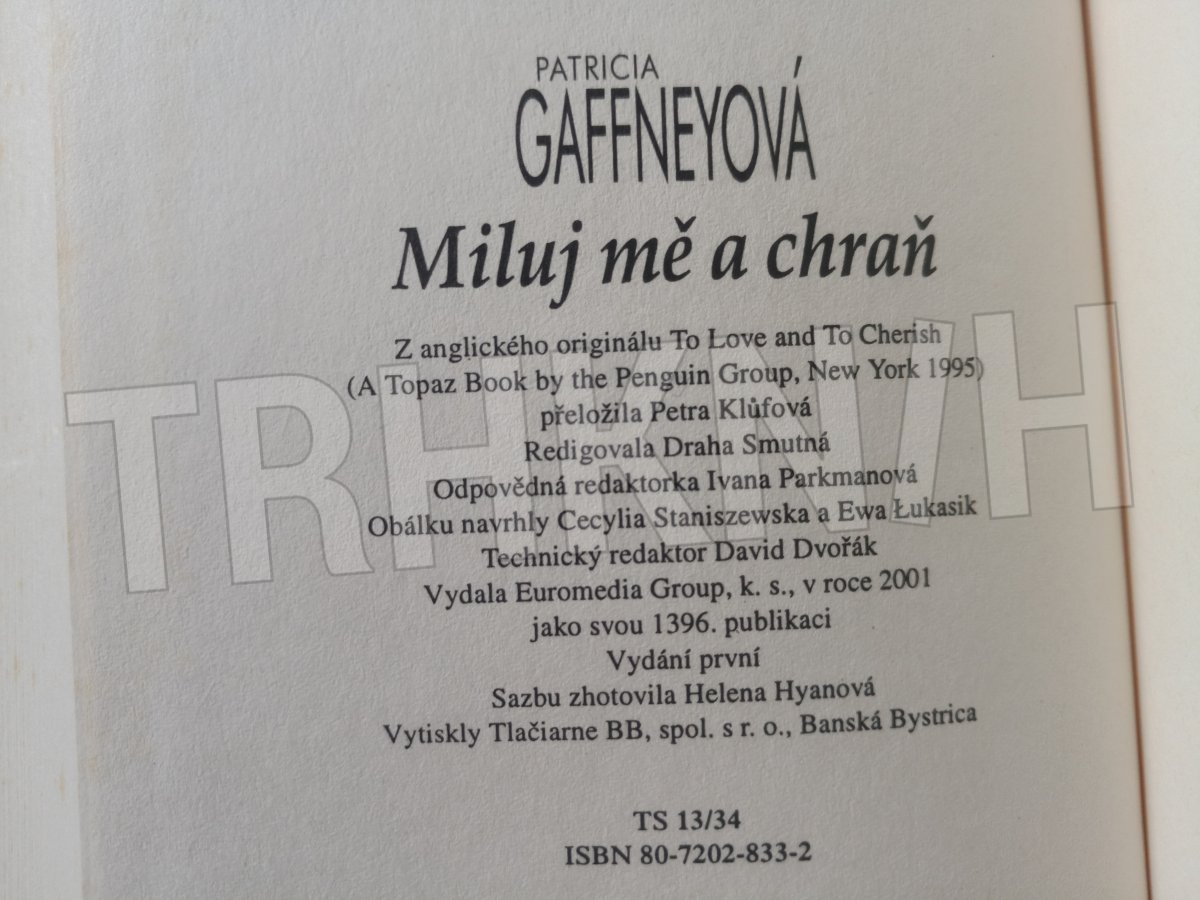 PATRICIA
GAFFNEYOVÁ
Miluj mě a chraň
Z anglického originálu To Love and To Cherish
(A Topaz Book by the Penguin Group, New York 1995)
přeložila Petra Klůfová
Redigovala Draha Smutná
Odpovědná redaktorka Ivana Parkmanová
Obálku navrhly Cecylia Staniszewska a Ewa Łukasik
Technický redaktor David Dvořák
Vydala Euromedia Group, k. s., v roce 2001
jako svou 1396. publikaci
Vydání první
Sazbu zhotovila Helena Hyanová
Vytiskly Tlačiarne BB, spol. s r. o., Banská Bystrica
TS 13/34
ISBN 80-7202-833-2
TRHKNIH